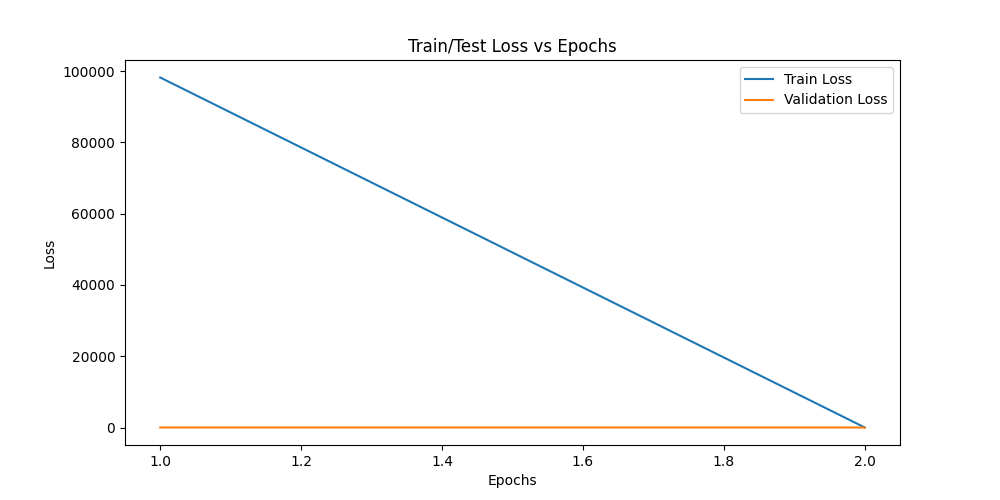 Train/Test Loss vs Epochs
Train Loss
Validation Loss
100000
80000
60000
40000
20000
0
Loss
1.0 1.2 1.4 1.6 1.8 2.0
Epochs